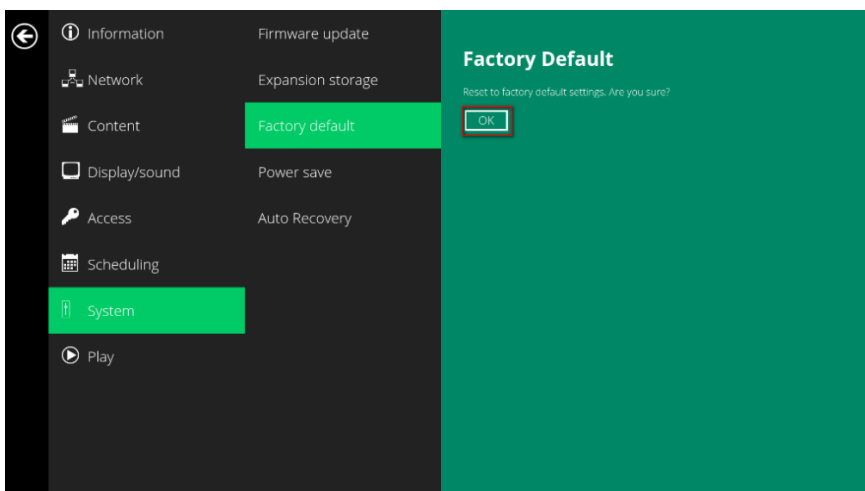 Information
Network
Content
Display/sound
Access
Scheduling
System
Play
Firmware update
Expansion storage
Factory default
Power save
Auto Recovery
Factory Default
Reset to factory default settings. Are you sure?
OK